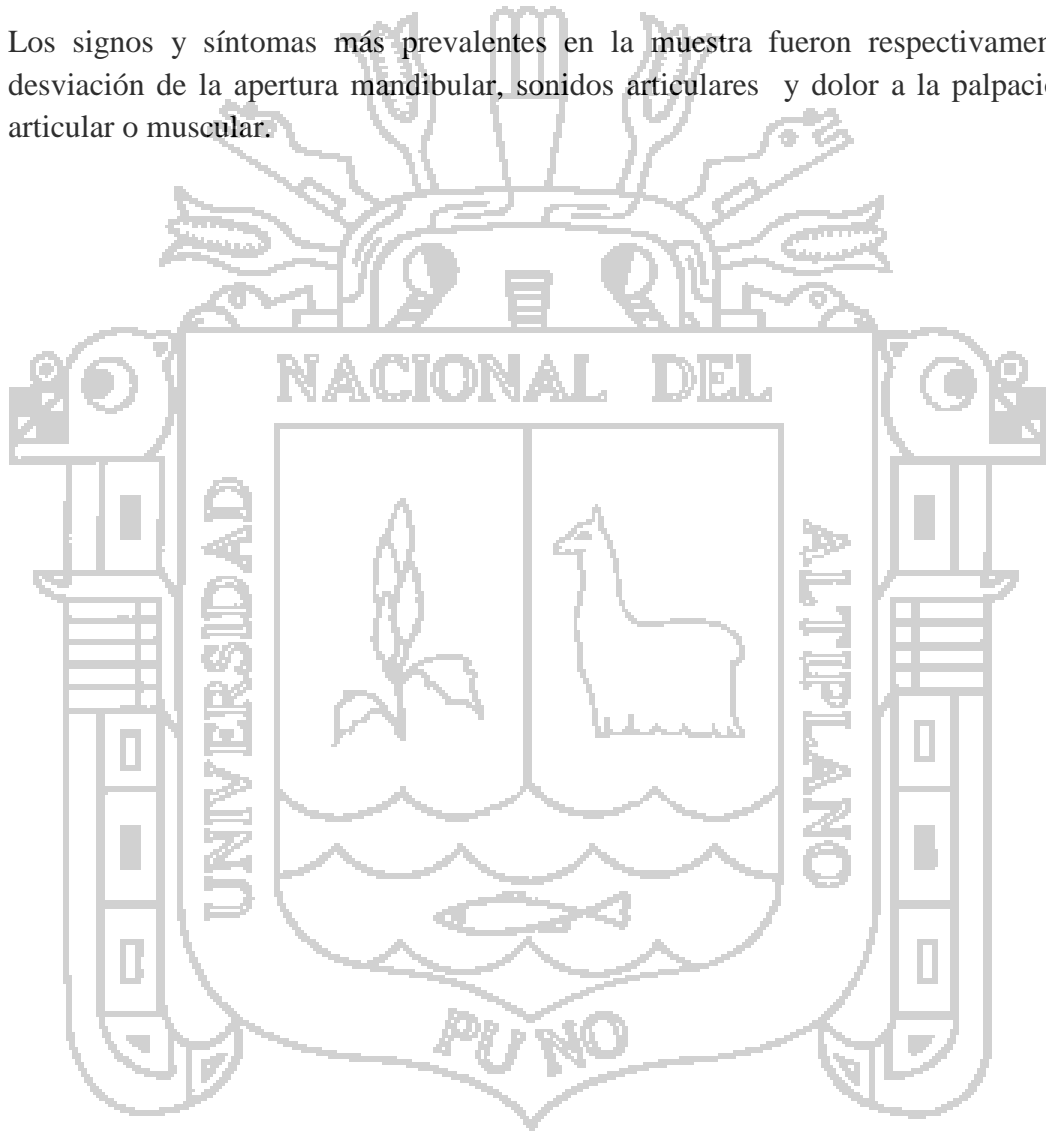 Los signos y síntomas más prevalentes en la muestra fueron respectivamen
desviación de la apertura mandibular, sonidos articulares y dolor a la palpació
articular o muscular.
NACIONAL DEL
UNIVERSIDAD
ALTIPLANO
PUNO